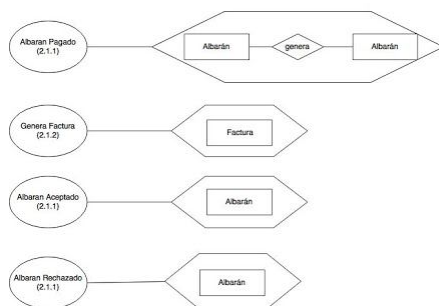 Albaran Pagado
(2.1.1)
Albarán
genera
Albarán
Genera Factura
(2.1.2)
Factura
Albaran Aceptado
(2.1.1)
Albarán
Albaran Rechazado
(2.1.1)
Albarán